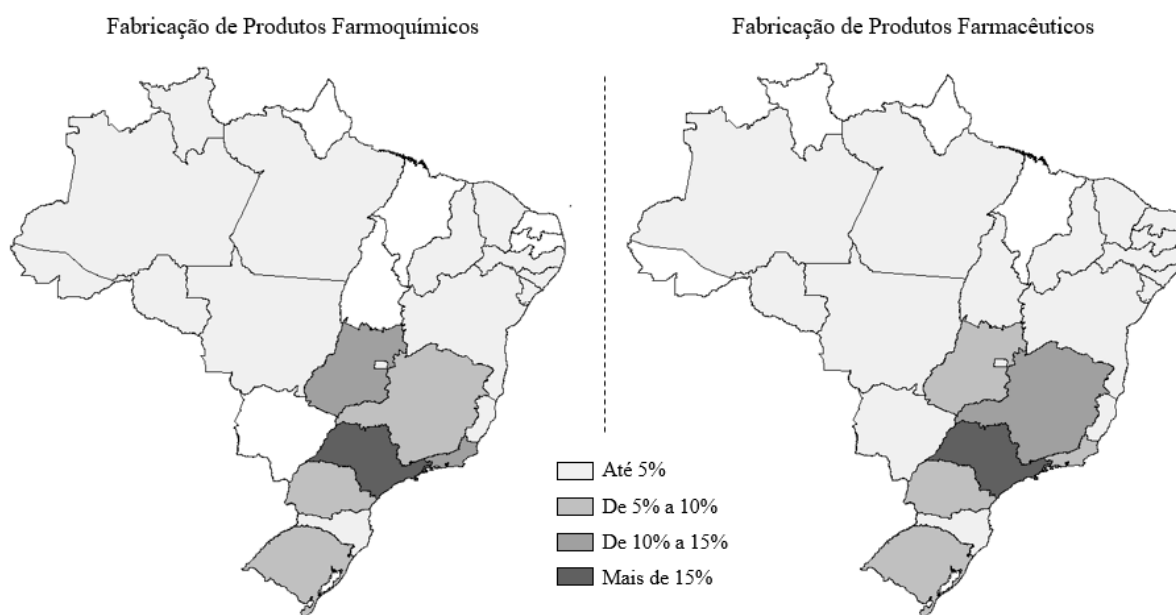 Fabricação de Produtos Farmoquímicos
Fabricação de Produtos Farmacêuticos
Até 5%
De 5% a 10%
De 10% a 15%
Mais de 15%